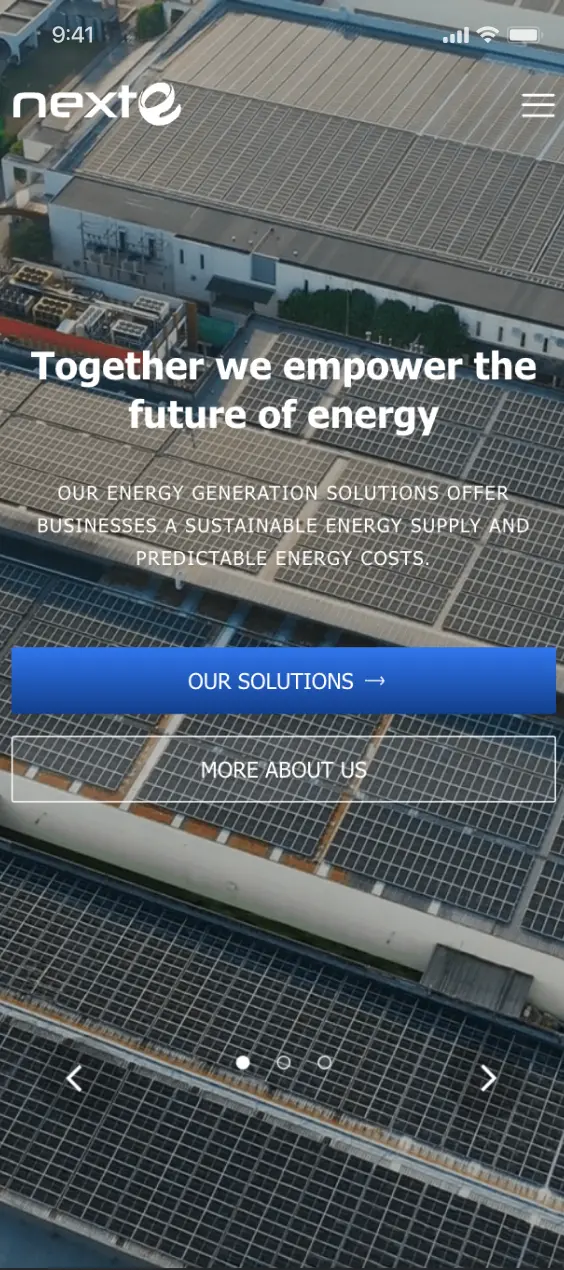 9:41
nexte
Together we empower the
future of energy
OUR ENERGY GENERATION SOLUTIONS OFFER
BUSINESSES A SUSTAINABLE ENERGY SUPPLY AND
PREDICTABLE ENERGY COSTS.
OUR SOLUTIONS →
MORE ABOUT US